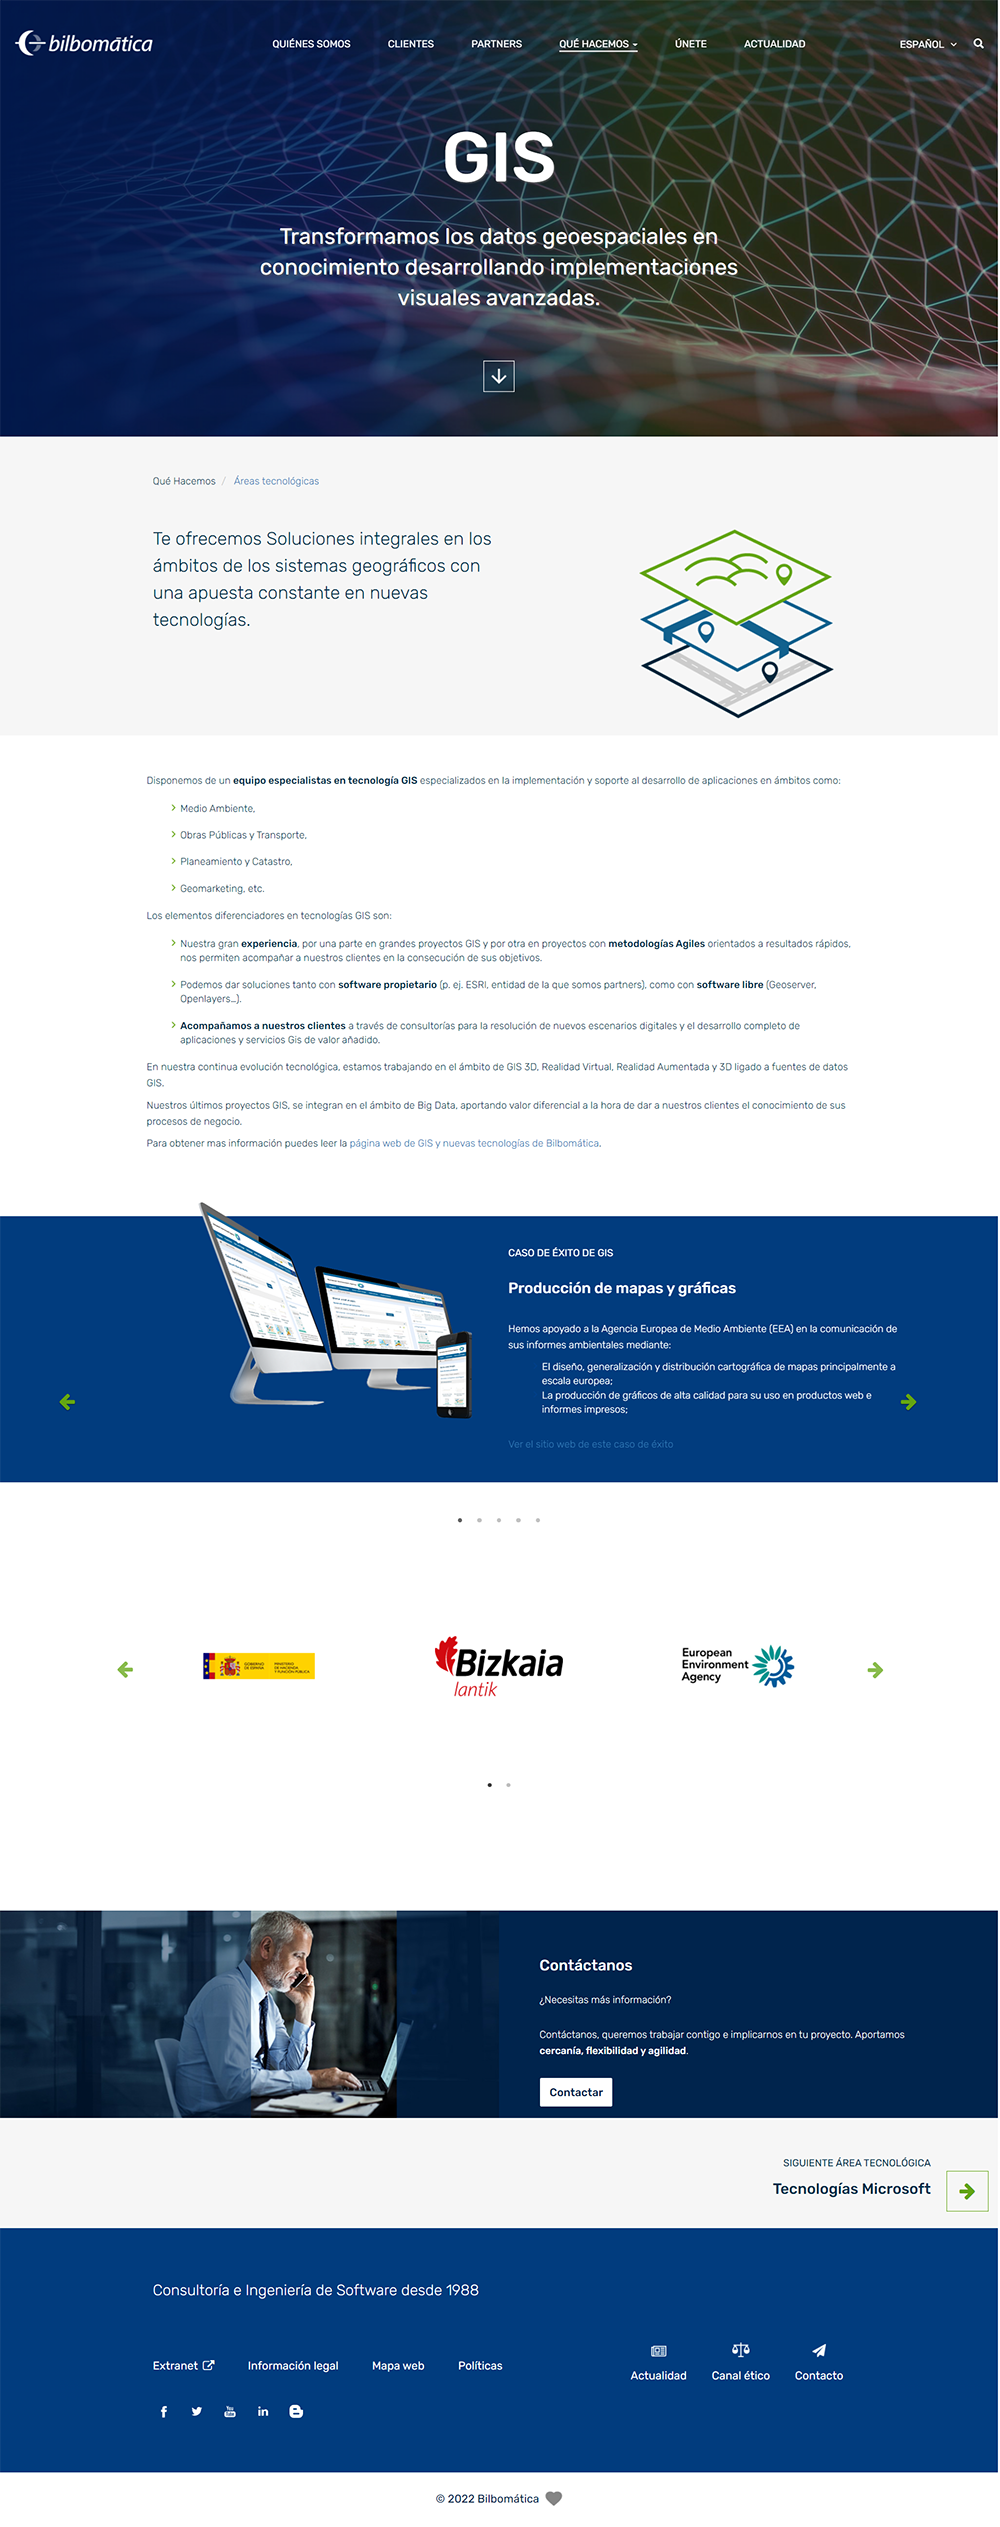 bilbomática
QUIÉNES SOMOS CLIENTES PARTNERS QUÉ HACEMOS ÚNETE ACTUALIDAD ESPAÑOL
GIS
Transformamos los datos geoespaciales en
conocimiento desarrollando implementaciones
visuales avanzadas.
Qué Hacemos / Áreas tecnológicas
Te ofrecemos Soluciones integrales en los
ámbitos de los sistemas geográficos con
una apuesta constante en nuevas
tecnologías.
Disponemos de un equipo especialistas en tecnología GIS especializados en la implementación y soporte al desarrollo de aplicaciones en ámbitos como:
Medio Ambiente,
Obras Públicas y Transporte,
Planeamiento y Catastro,
Geomarketing, etc.
Los elementos diferenciadores en tecnologías GIS son:
Nuestra gran experiencia, por una parte en grandes proyectos GIS y por otra en proyectos con metodologías Agiles orientados a resultados rápidos,
nos permiten acompañar a nuestros clientes en la consecución de sus objetivos.
Podemos dar soluciones tanto con software propietario (p. ej. ESRI, entidad de la que somos partners), como con software libre (Geoserver,
Openlayers...).
Acompañamos a nuestros clientes a través de consultorías para la resolución de nuevos escenarios digitales y el desarrollo completo de
aplicaciones y servicios Gis de valor añadido.
En nuestra continua evolución tecnológica, estamos trabajando en el ámbito de GIS 3D, Realidad Virtual, Realidad Aumentada y 3D ligado a fuentes de datos
GIS.
Nuestros últimos proyectos GIS, se integran en el ámbito de Big Data, aportando valor diferencial a la hora de dar a nuestros clientes el conocimiento de sus
procesos de negocio.
Para obtener mas información puedes leer la página web de GIS y nuevas tecnologías de Bilbomática.
CASO DE ÉXITO DE GIS
Producción de mapas y gráficas
Hemos apoyado a la Agencia Europea de Medio Ambiente (EEA) en la comunicación de
sus informes ambientales mediante:
El diseño, generalización y distribución cartográfica de mapas principalmente a
escala europea;
La producción de gráficos de alta calidad para su uso en productos web e
informes impresos;
Ver el sitio web de este caso de éxito
GOBIERNO
DE ESPAÑA
MINISTERIO
DE HACIENDA
Y FUNCIÓN PÚBLICA
Bizkaia
lantik
European
Environment
Agency
Contáctanos
¿Necesitas más información?
Contáctanos, queremos trabajar contigo e implicarnos en tu proyecto. Aportamos
cercanía, flexibilidad y agilidad.
Contactar
SIGUIENTE ÁREA TECNOLÓGICA
Tecnologías Microsoft
Consultoría e Ingeniería de Software desde 1988
Extranet Información legal Mapa web Políticas
Actualidad Canal ético Contacto
© 2022 Bilbomática